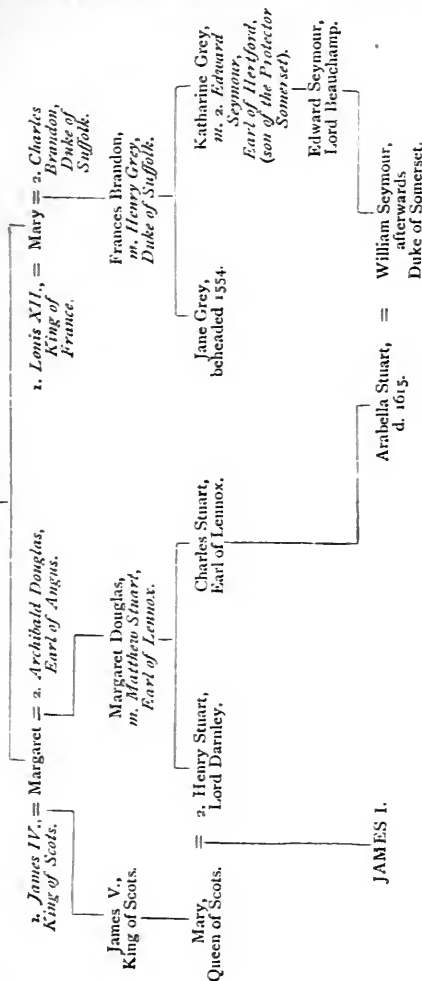 1. James IV., = Margaret = 2. Archibald Douglas,
King of Scots. Earl of Angus.
1. Louis XII., = Mary = 2. Charles
King of Brandon,
France. Duke of
Suffolk.
James V.,
King of Scots.
Margaret Douglas,
m. Matthew Stuart,
Earl of Lennox.
Frances Brandon,
m. Henry Grey,
Duke of Suffolk.
Mary, = 2. Henry Stuart,
Queen of Scots. Lord Darnley.
Charles Stuart,
Earl of Lennox.
Jane Grey,
beheaded 1554.
Katharine Grey,
m. 2. Edward
Seymour,
Earl of Hertford,
(son of the Protector
Somerset).
Edward Seymour,
Lord Beauchamp.
JAMES I.
Arabella Stuart, = William Seymour,
d. 1615. afterwards
Duke of Somerset.